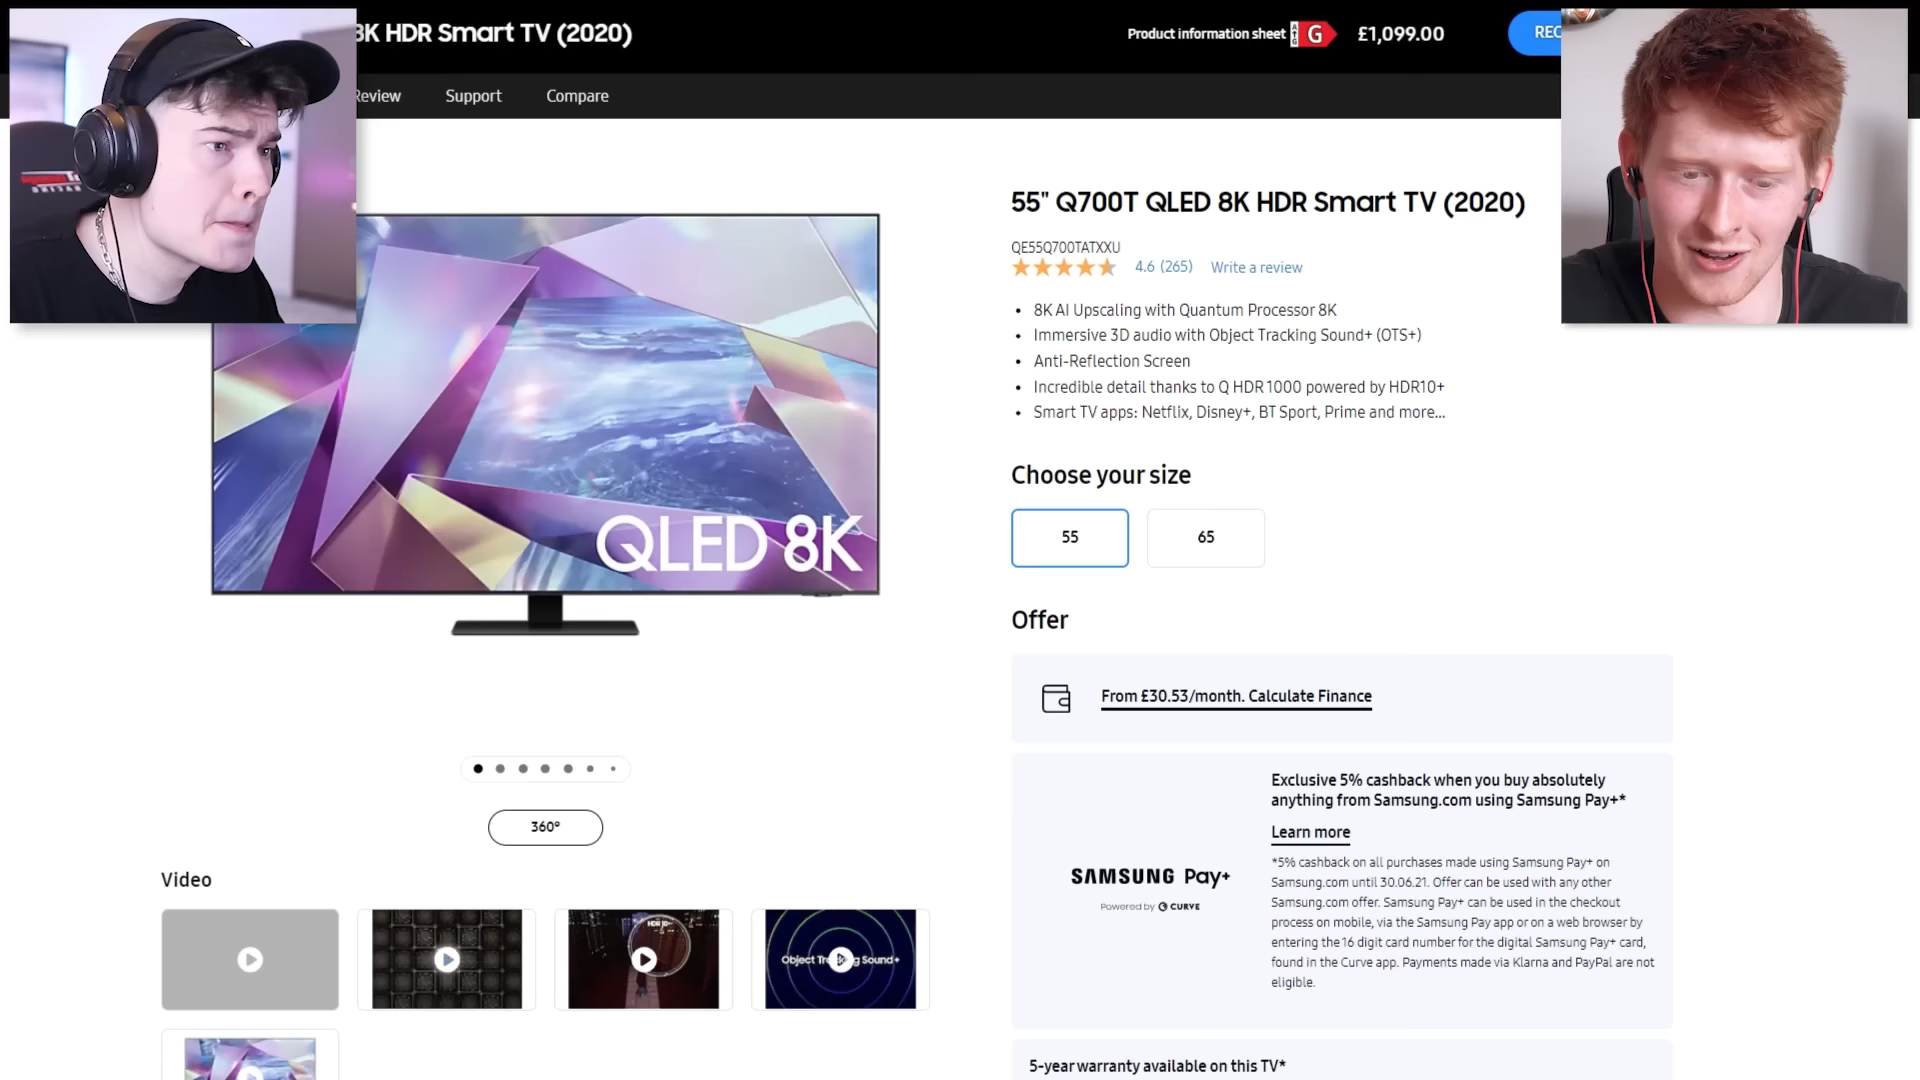 8K HDR Smart TV (2020)
Product information sheet
G
£1,099.00
Review
Support
Compare
55" Q700T QLED 8K HDR Smart TV (2020)
QE55Q700TATXXU
4.6 (265)
Write a review
8K AI Upscaling with Quantum Processor 8K
Immersive 3D audio with Object Tracking Sound+ (OTS+)
Anti-Reflection Screen
Incredible detail thanks to Q HDR 1000 powered by HDR10+
Smart TV apps: Netflix, Disney+, BT Sport, Prime and more...
QLED 8K
Choose your size
55
65
Offer
From £30.53/month. Calculate Finance
Exclusive 5% cashback when you buy absolutely
anything from Samsung.com using Samsung Pay+*
Learn more
SAMSUNG Pay+
Powered by CURVE
*5% cashback on all purchases made using Samsung Pay+ on
Samsung.com until 30.06.21. Offer can be used with any other
Samsung.com offer. Samsung Pay+ can be used in the checkout
process on mobile, via the Samsung Pay app or on a web browser by
entering the 16 digit card number for the digital Samsung Pay+ card,
found in the Curve app. Payments made via Klarna and PayPal are not
eligible.
360°
Video
HDR 10+
Object Tracking Sound+
5-year warranty available on this TV*